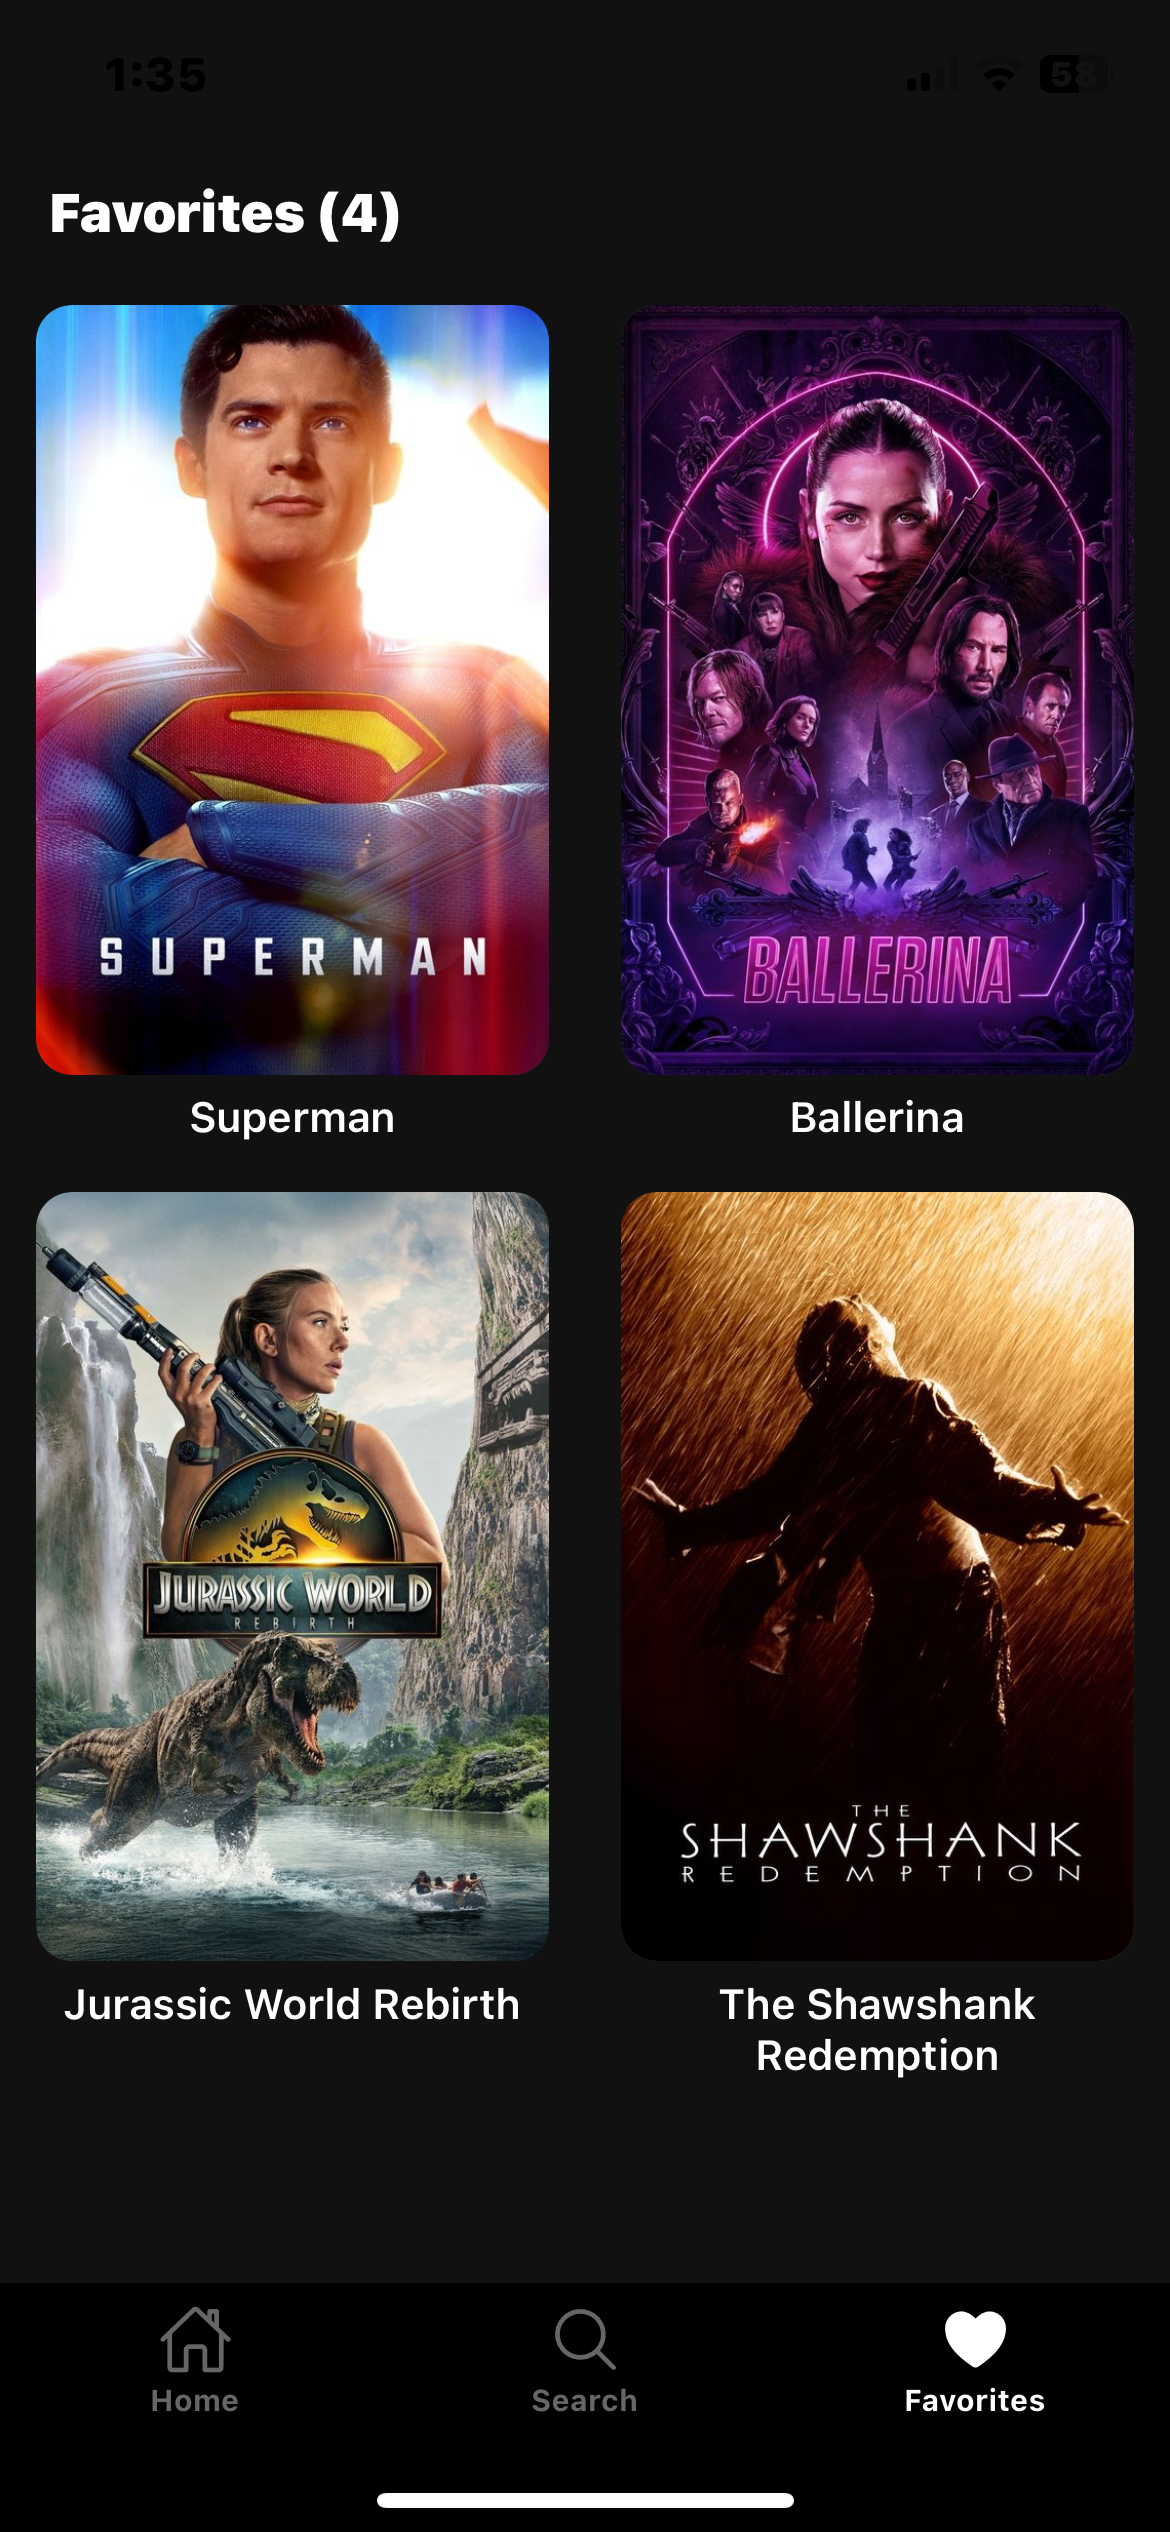 1:35
58
Favorites (4)
SUPERMAN
BALLERINA
Superman
Ballerina
JURASSIC WORLD
REBIRTH
THE
SHAWSHANK
REDEMPTION
Jurassic World Rebirth
The Shawshank
Redemption
Home
Search
Favorites